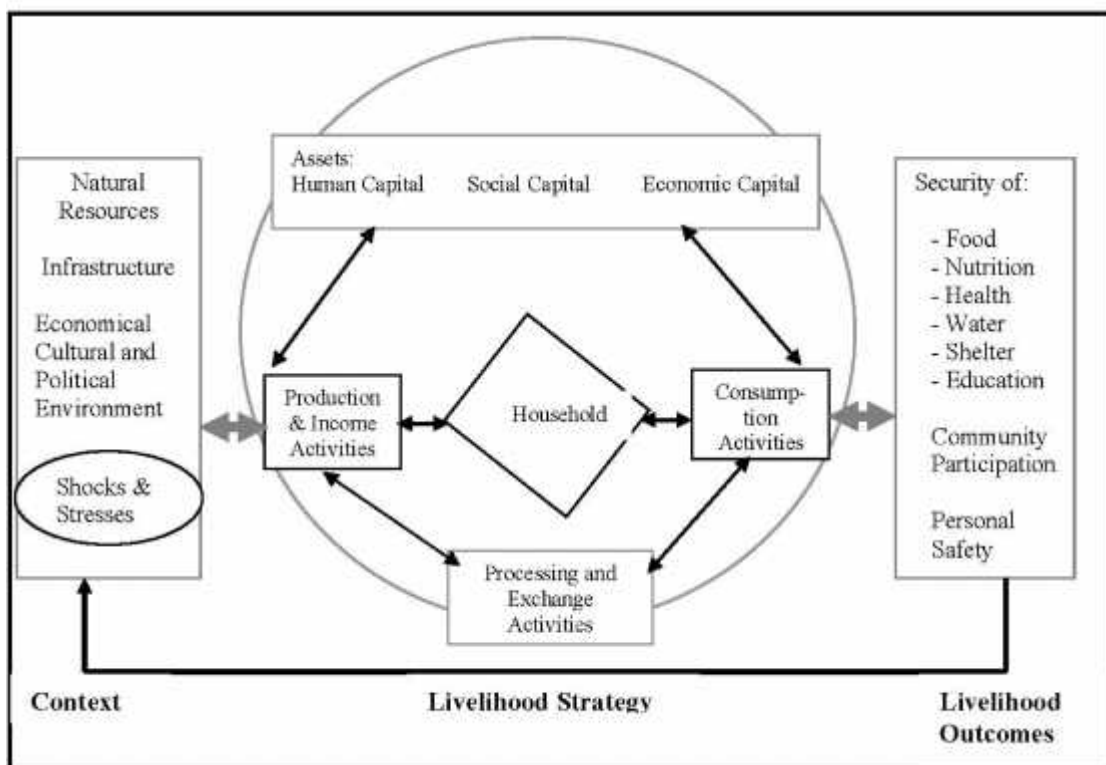 Assets:
Human Capital Social Capital Economic Capital
Natural
Resources
Infrastructure
Economical
Cultural and
Political
Environment
Shocks &
Stresses
Production
& Income
Activities
Household
Consump-
tion
Activities
Processing and
Exchange
Activities
Security of:
- Food
- Nutrition
- Health
- Water
- Shelter
- Education
Community
Participation
Personal
Safety
Context
Livelihood Strategy
Livelihood
Outcomes